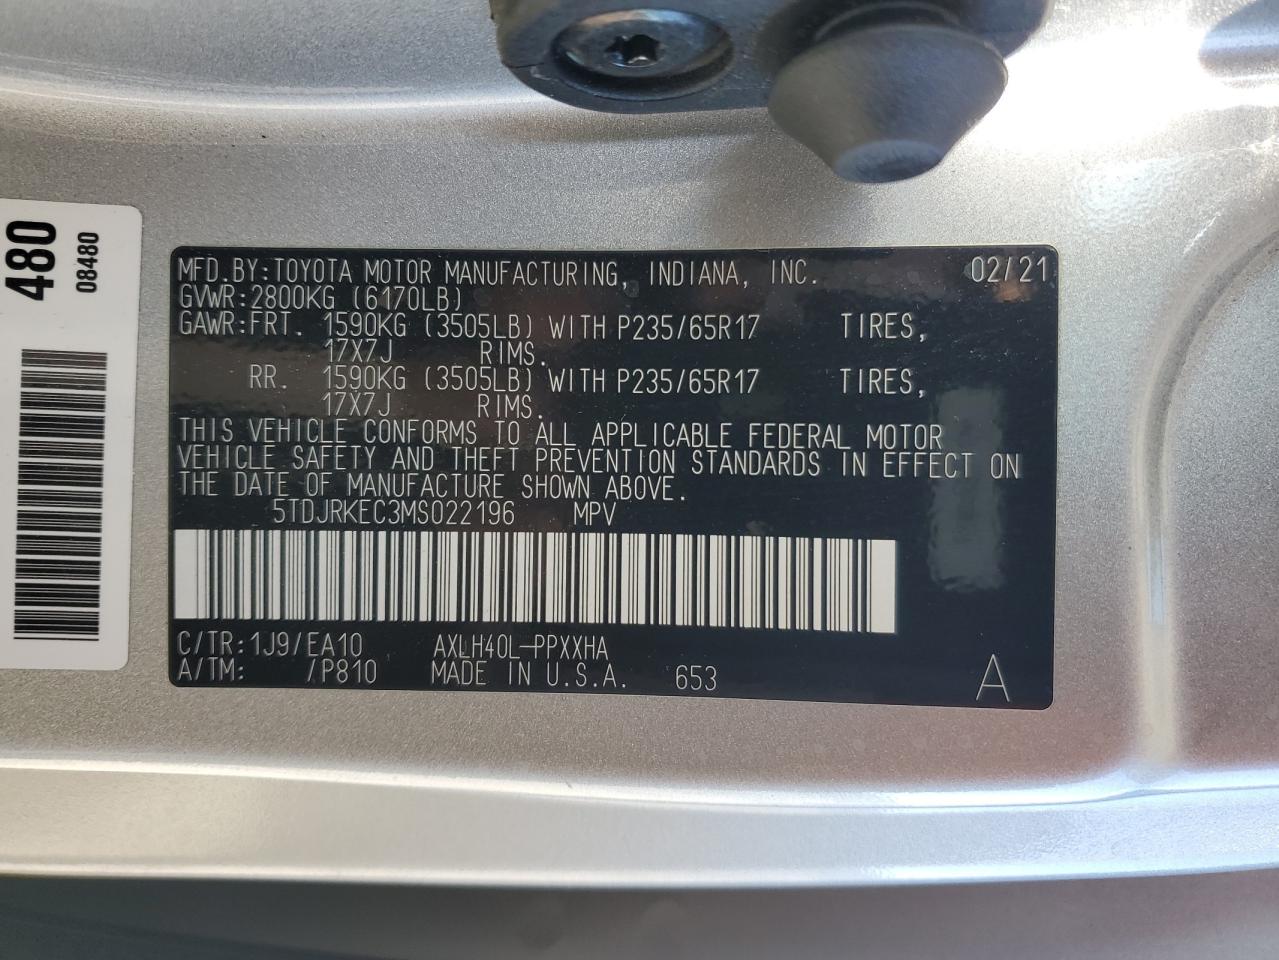 480
08480
MFD.BY:TOYOTA MOTOR MANUFACTURING, INDIANA, INC. 02/21
GVWR:2800KG (6170LB)
GAWR:FRT. 1590KG (3505LB) WITH P235/65R17 TIRES,
17X7J RIMS.
RR. 1590KG (3505LB) WITH P235/65R17 TIRES,
17X7J RIMS.
THIS VEHICLE CONFORMS TO ALL APPLICABLE FEDERAL MOTOR
VEHICLE SAFETY AND THEFT PREVENTION STANDARDS IN EFFECT ON
THE DATE OF MANUFACTURE SHOWN ABOVE.
5TDJRKEC3MS022196 MPV
C/TR:1J9/EA10 AXLH40L-PPXXHA
A/TM: /P810 MADE IN U.S.A. 653 A